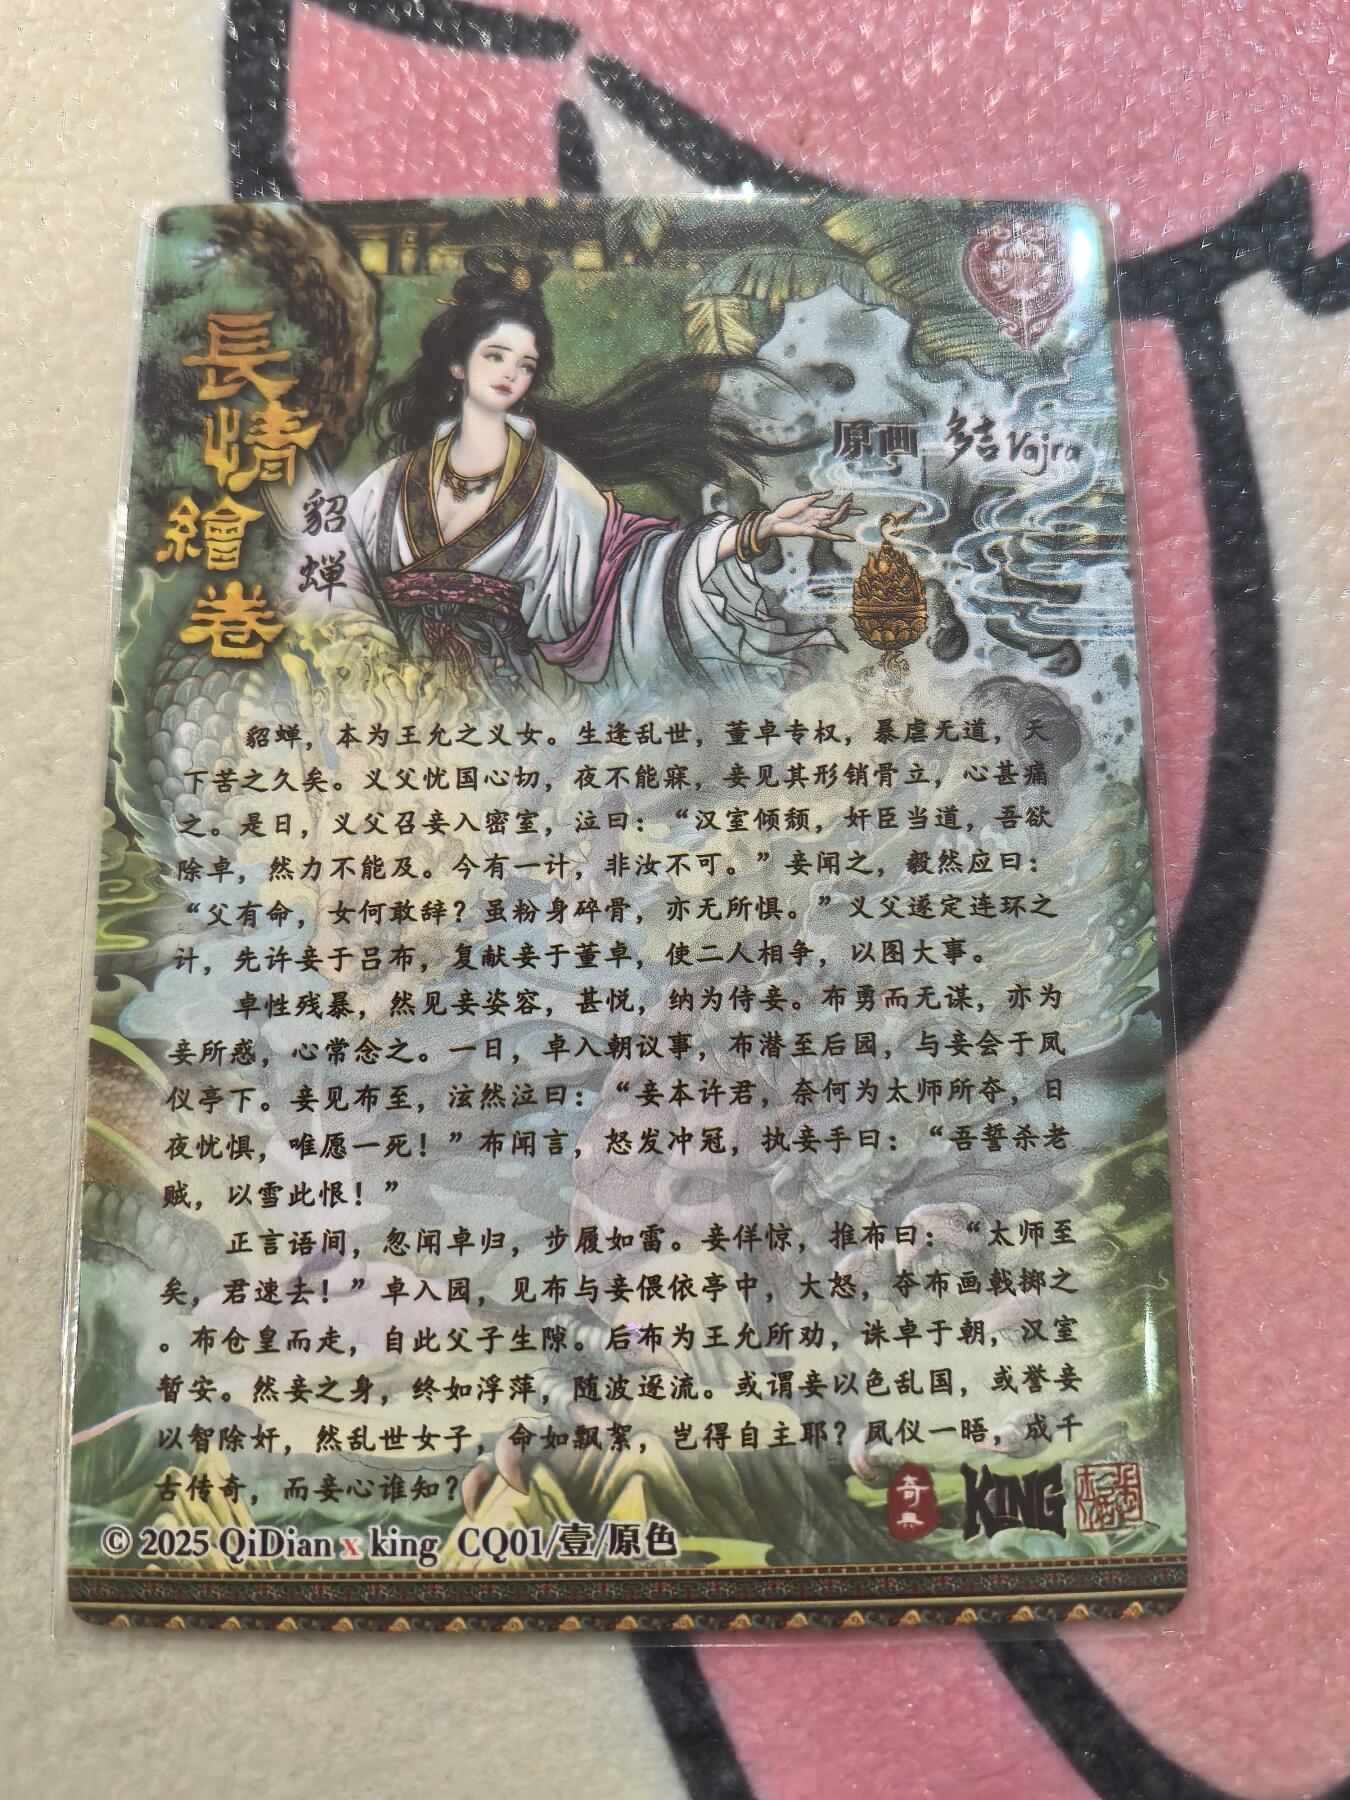 長情繪卷
貂蝉
原画 多吉 Vajra
貂蝉，本为王允之义女。生逢乱世，董卓专权，暴虐无道，天
下苦之久矣。义父忧国心切，夜不能寐，妾见其形销骨立，心甚痛
之。是日，义父召妾入密室，泣曰：“汉室倾颓，奸臣当道，吾欲
除卓，然力不能及。今有一计，非汝不可。”妾闻之，毅然应曰：
“父有命，女何敢辞？虽粉身碎骨，亦无所惧。”义父遂定连环之
计，先许妾于吕布，复献妾于董卓，使二人相争，以图大事。
卓性残暴，然见妾姿容，甚悦，纳为侍妾。布勇而无谋，亦为
妾所惑，心常念之。一日，卓入朝议事，布潜至后园，与妾会于凤
仪亭下。妾见布至，泫然泣曰：“妾本许君，奈何为太师所夺，日
夜忧惧，唯愿一死！”布闻言，怒发冲冠，执妾手曰：“吾誓杀老
贼，以雪此恨！”
正言语间，忽闻卓归，步履如雷。妾佯惊，推布曰：“太师至
矣，君速去！”卓入园，见布与妾偎依亭中，大怒，夺布画戟掷之
。布仓皇而走，自此父子生隙。后布为王允所劝，诛卓于朝，汉室
暂安。然妾之身，终如浮萍，随波逐流。或谓妾以色乱国，或誉妾
以智除奸，然乱世女子，命如飘絮，岂得自主耶？凤仪一晤，成千
古传奇，而妾心谁知？
奇典 KING
© 2025 QiDian x king CQ01/壹/原色